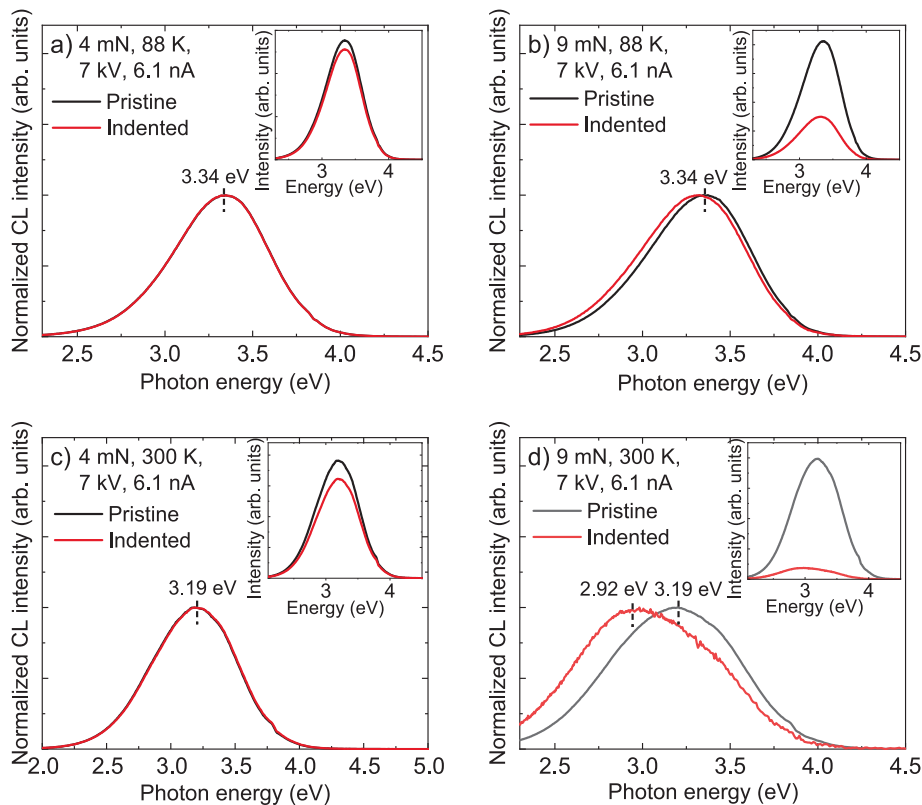 a) 4 mN, 88 K,
7 kV, 6.1 nA
Pristine
Indented
3.34 eV
Normalized CL intensity (arb. units)
2.5 3.0 3.5 4.0 4.5
Photon energy (eV)
Intensity (arb. units)
3 4
Energy (eV)
b) 9 mN, 88 K,
7 kV, 6.1 nA
Pristine
Indented
3.34 eV
Normalized CL intensity (arb. units)
2.5 3.0 3.5 4.0 4.5
Photon energy (eV)
Intensity (arb. units)
3 4
Energy (eV)
c) 4 mN, 300 K,
7 kV, 6.1 nA
Pristine
Indented
3.19 eV
Normalized CL intensity (arb. units)
2.0 2.5 3.0 3.5 4.0 4.5 5.0
Photon energy (eV)
Intensity (arb. units)
3 4
Energy (eV)
d) 9 mN, 300 K,
7 kV, 6.1 nA
Pristine
Indented
2.92 eV 3.19 eV
Normalized CL intensity (arb. units)
2.5 3.0 3.5 4.0 4.5
Photon energy (eV)
Intensity (arb. units)
3 4
Energy (eV)